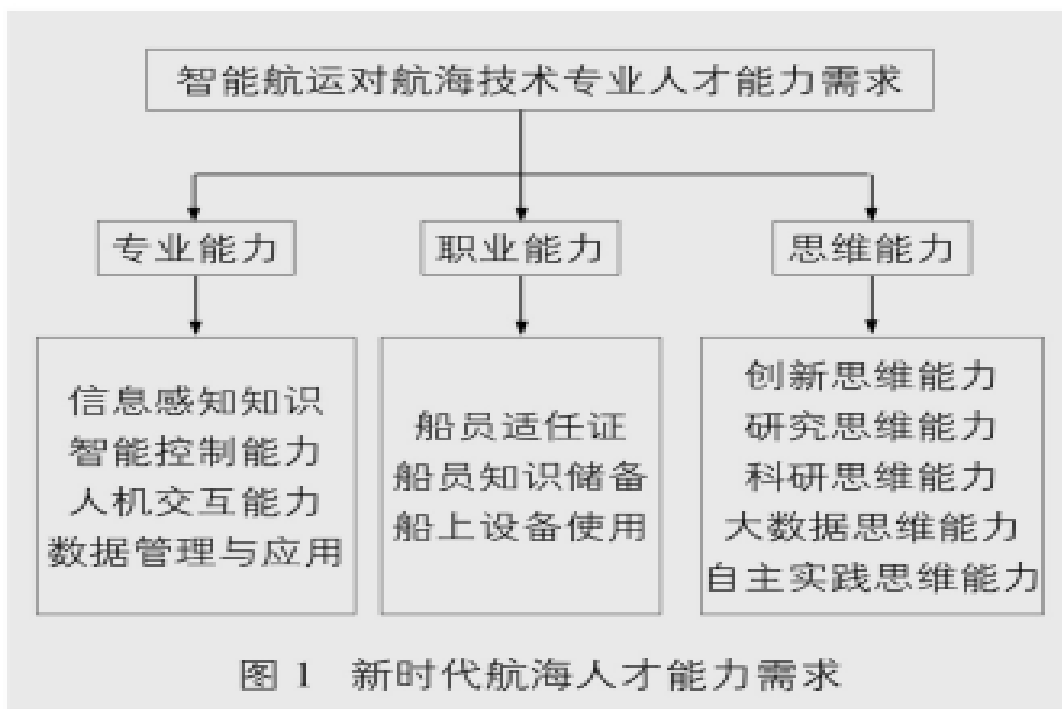 智能航运对航海技术专业人才能力需求
专业能力
职业能力
思维能力
信息感知知识
智能控制能力
人机交互能力
数据管理与应用
船员适任证
船员知识储备
船上设备使用
创新思维能力
研究思维能力
科研思维能力
大数据思维能力
自主实践思维能力
图 1 新时代航海人才能力需求